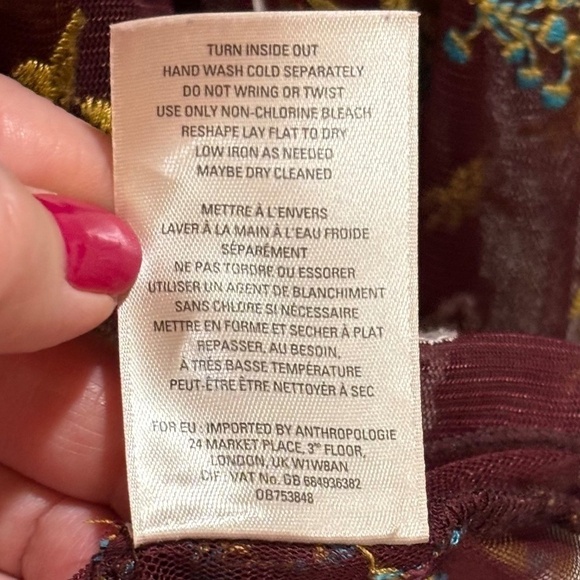 TURN INSIDE OUT
HAND WASH COLD SEPARATELY
DO NOT WRING OR TWIST
USE ONLY NON-CHLORINE BLEACH
RESHAPE LAY FLAT TO DRY
LOW IRON AS NEEDED
MAYBE DRY CLEANED
METTRE À L'ENVERS
LAVER À LA MAIN À L'EAU FROIDE
SÉPARÉMENT
NE PAS TORDRE OU ESSORER
UTILISER UN AGENT DE BLANCHIMENT
SANS CHLORE SI NÉCESSAIRE
METTRE EN FORME ET SECHER À PLAT
REPASSER, AU BESOIN,
À TRÈS BASSE TEMPÉRATURE
PEUT-ÊTRE ÊTRE NETTOYÉR À SEC
FOR EU : IMPORTED BY ANTHROPOLOGIE
24 MARKET PLACE, 3RD FLOOR,
LONDON, UK W1W8AN
CIF : VAT No. GB 684936382
OB753848